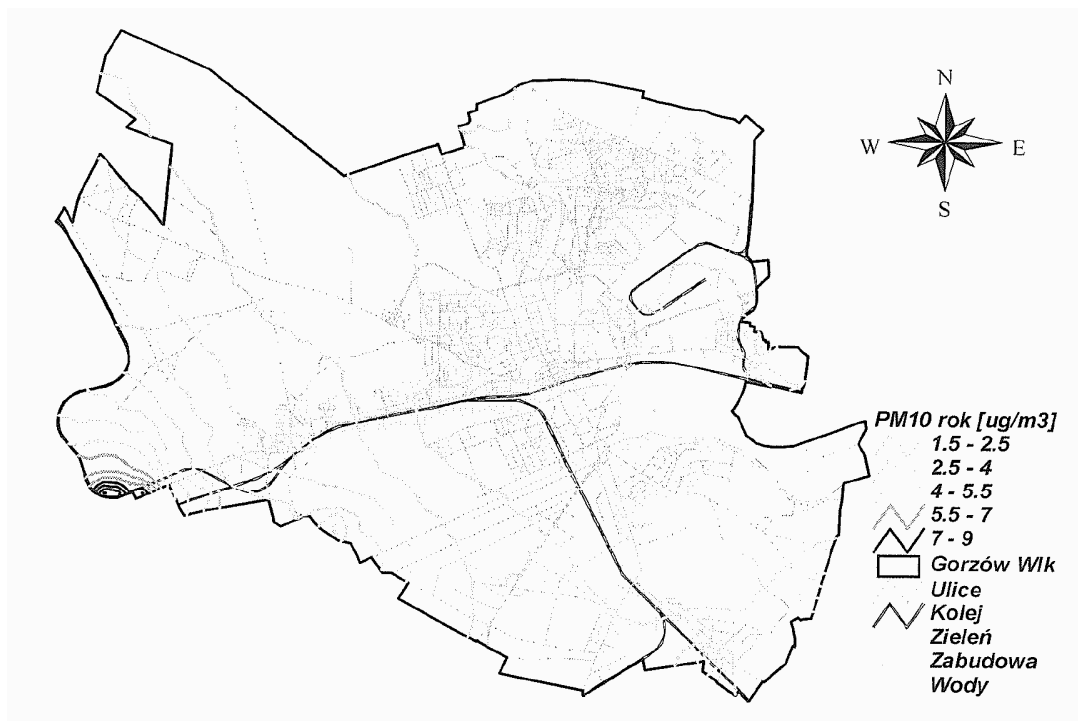 N
W E
S
PM10 rok [ug/m3]
1.5 - 2.5
2.5 - 4
4 - 5.5
5.5 - 7
7 - 9
Gorzów Wlk
Ulice
Kolej
Zieleń
Zabudowa
Wody